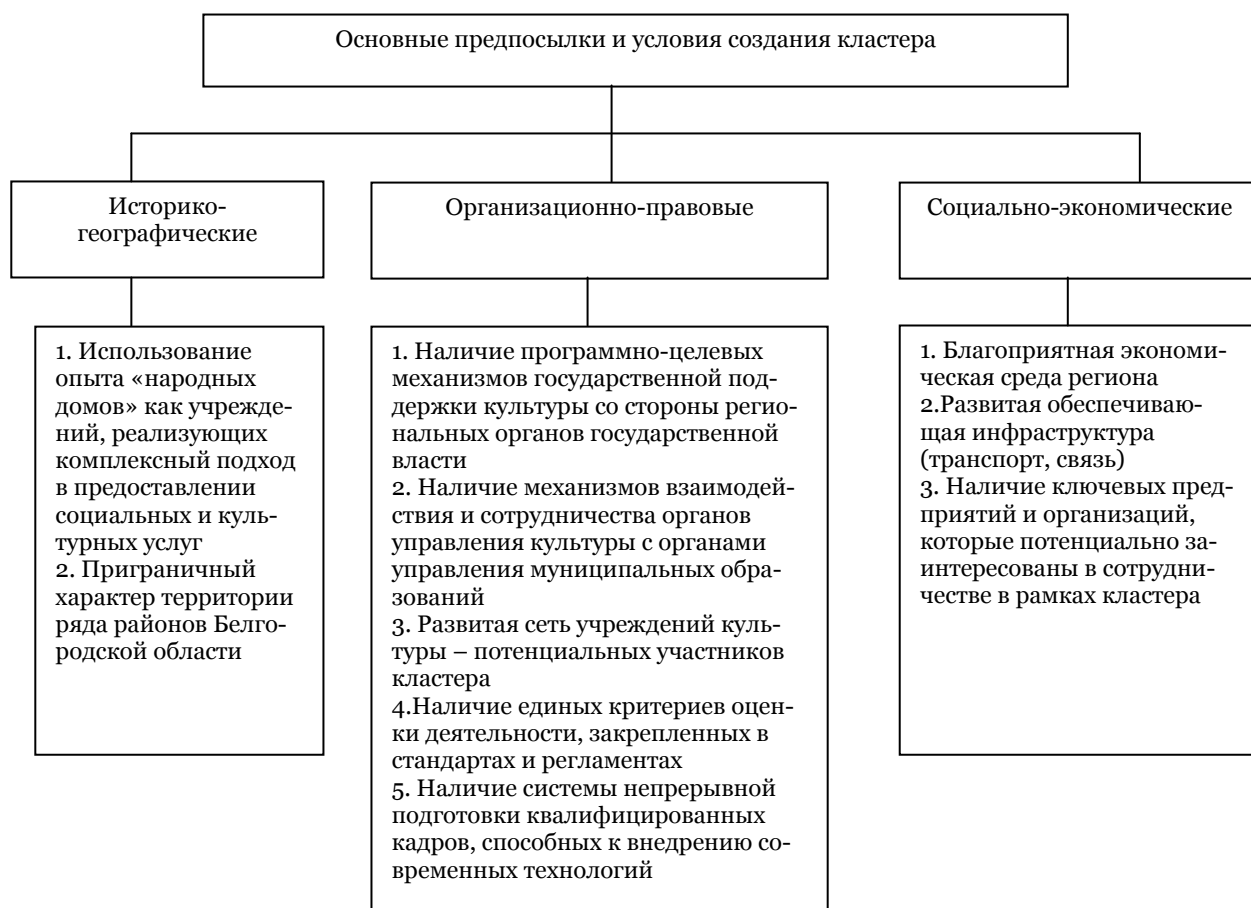 Основные предпосылки и условия создания кластера
Историко-
географические
Организационно-правовые
Социально-экономические
1. Использование
опыта «народных
домов» как учрежде-
ний, реализующих
комплексный подход
в предоставлении
социальных и куль-
турных услуг
2. Приграничный
характер территории
ряда районов Белго-
родской области
1. Наличие программно-целевых
механизмов государственной под-
держки культуры со стороны регио-
нальных органов государственной
власти
2. Наличие механизмов взаимодей-
ствия и сотрудничества органов
управления культуры с органами
управления муниципальных обра-
зований
3. Развитая сеть учреждений куль-
туры – потенциальных участников
кластера
4.Наличие единых критериев оцен-
ки деятельности, закрепленных в
стандартах и регламентах
5. Наличие системы непрерывной
подготовки квалифицированных
кадров, способных к внедрению со-
временных технологий
1. Благоприятная экономи-
ческая среда региона
2.Развитая обеспечиваю-
щая инфраструктура
(транспорт, связь)
3. Наличие ключевых пред-
приятий и организаций,
которые потенциально за-
интересованы в сотрудни-
честве в рамках кластера